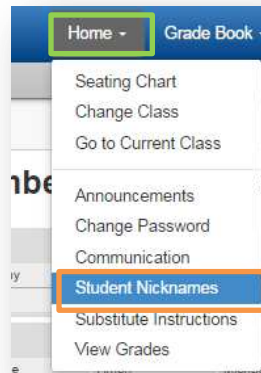 Home Grade Book
Seating Chart
Change Class
Go to Current Class
Announcements
Change Password
Communication
Student Nicknames
Substitute Instructions
View Grades